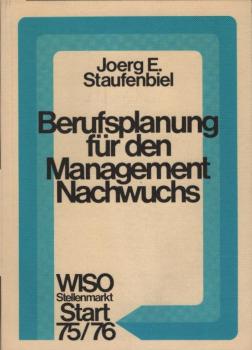 Joerg E.
Staufenbiel
Berufsplanung
für den
Management
Nachwuchs
WISO
Stellenmarkt
Start
75/76